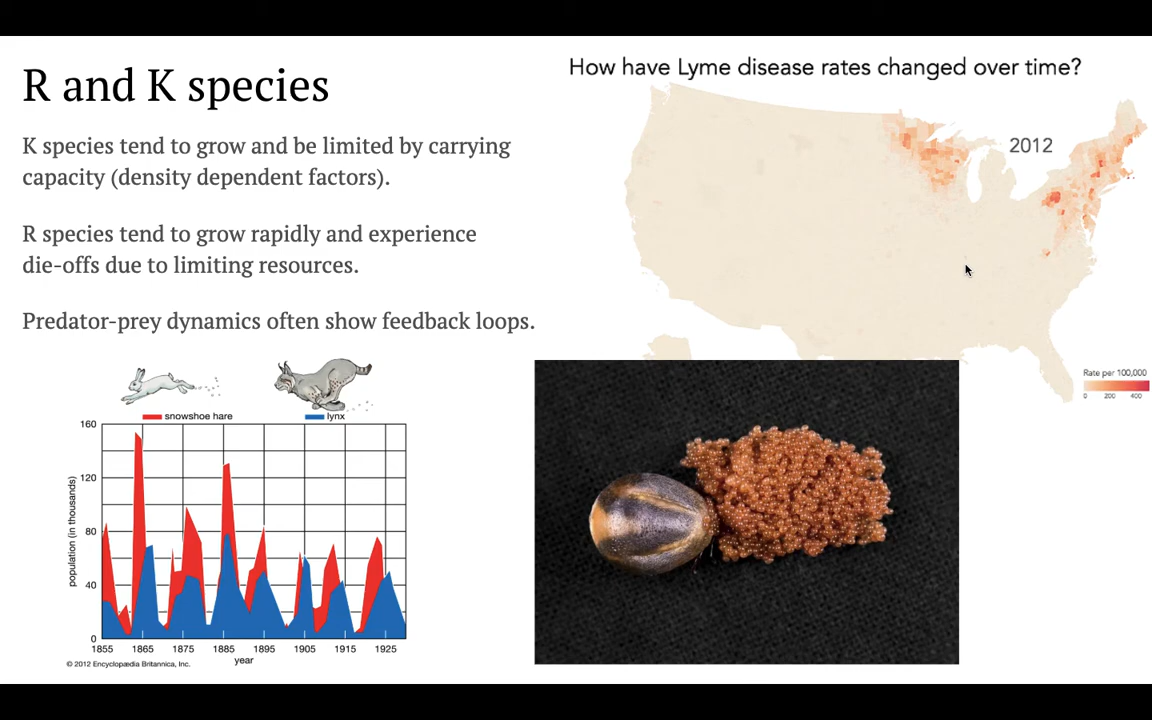 R and K species
K species tend to grow and be limited by carrying
capacity (density dependent factors).
R species tend to grow rapidly and experience
die-offs due to limiting resources.
Predator-prey dynamics often show feedback loops.
How have Lyme disease rates changed over time?
2012
Rate per 100,000
0 200 400
snowshoe hare lynx
population (in thousands)
160
120
80
40
0
1855 1865 1875 1885 1895 1905 1915 1925
year
© 2012 Encyclopædia Britannica, Inc.